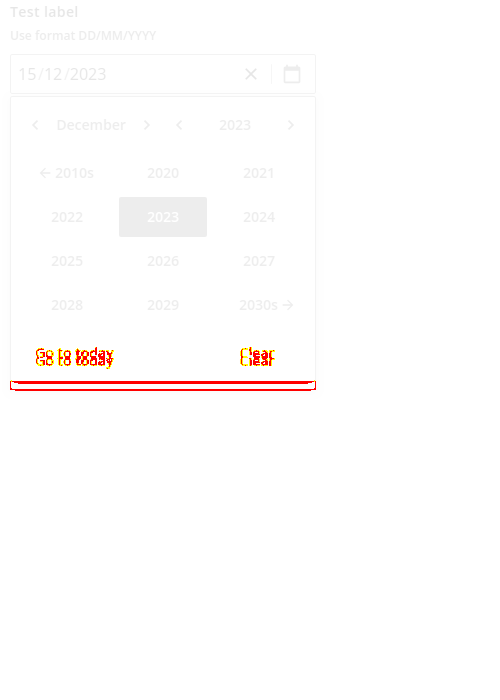 Test label
Use format DD/MM/YYYY
15/12/2023
December 2023
← 2010s 2020 2021
2022 2023 2024
2025 2026 2027
2028 2029 2030s →
Go to today Clear